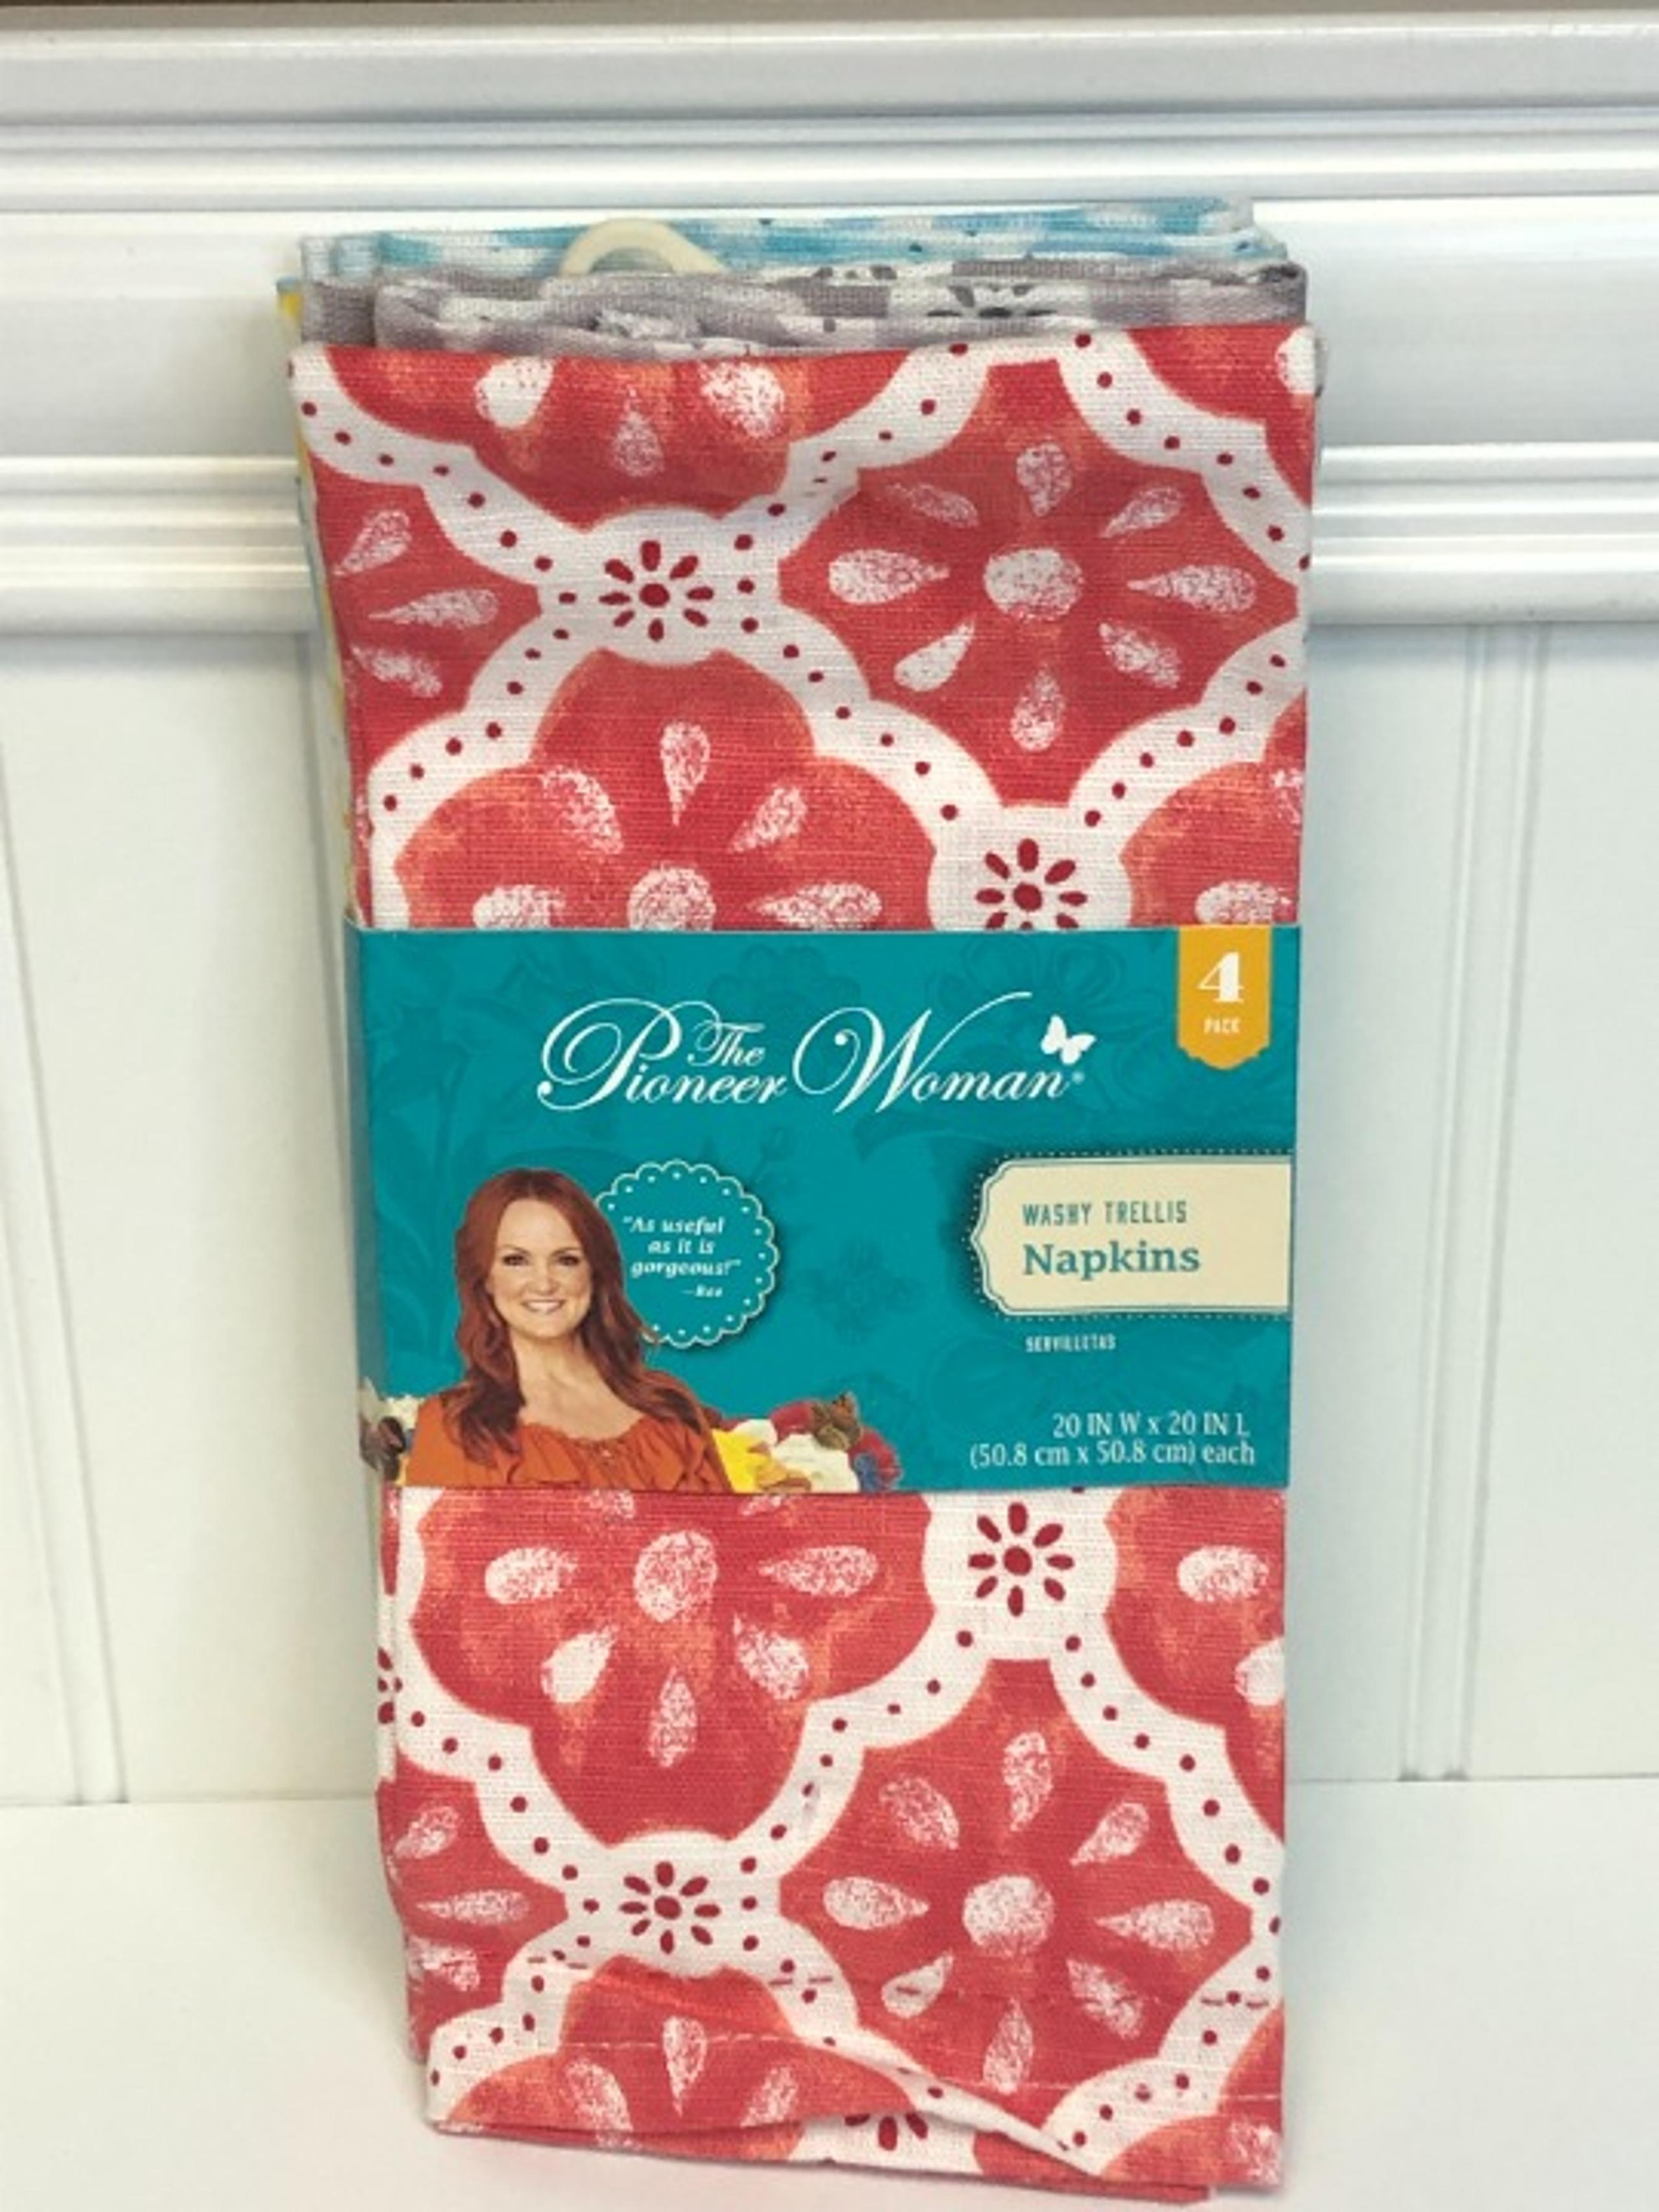 4
PACK
The
Pioneer Woman®
"As useful
as it is
gorgeous!"
—Ree
WASHY TRELLIS
Napkins
SERVILLETAS
20 IN W x 20 IN L
(50.8 cm x 50.8 cm) each